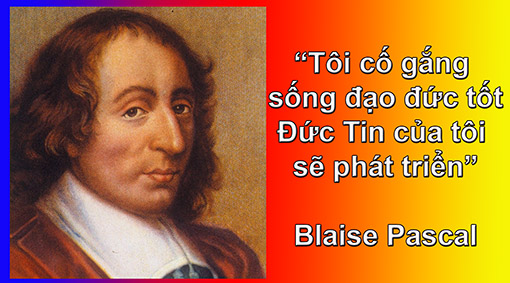 “Tôi cố gắng
sống đạo đức tốt
Đức Tin của tôi
sẽ phát triển”
Blaise Pascal